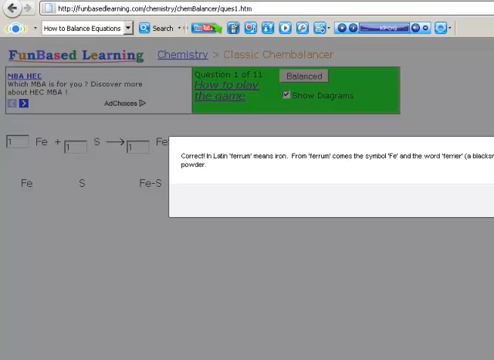 http://funbasedlearning.com/chemistry/chemBalancer/ques1.htm
How to Balance Equations Search
FunBased Learning Chemistry > Classic Chembalancer
MBA HEC
Which MBA is for you ? Discover more
about HEC MBA !
AdChoices
Question 1 of 11
How to play
the game
Balanced
Show Diagrams
1 Fe + 1 S → 1 Fe
Fe S Fe-S
Correct! In Latin 'ferrum' means iron. From 'ferrum' comes the symbol 'Fe' and the word 'ferrier' (a blacks
powder.